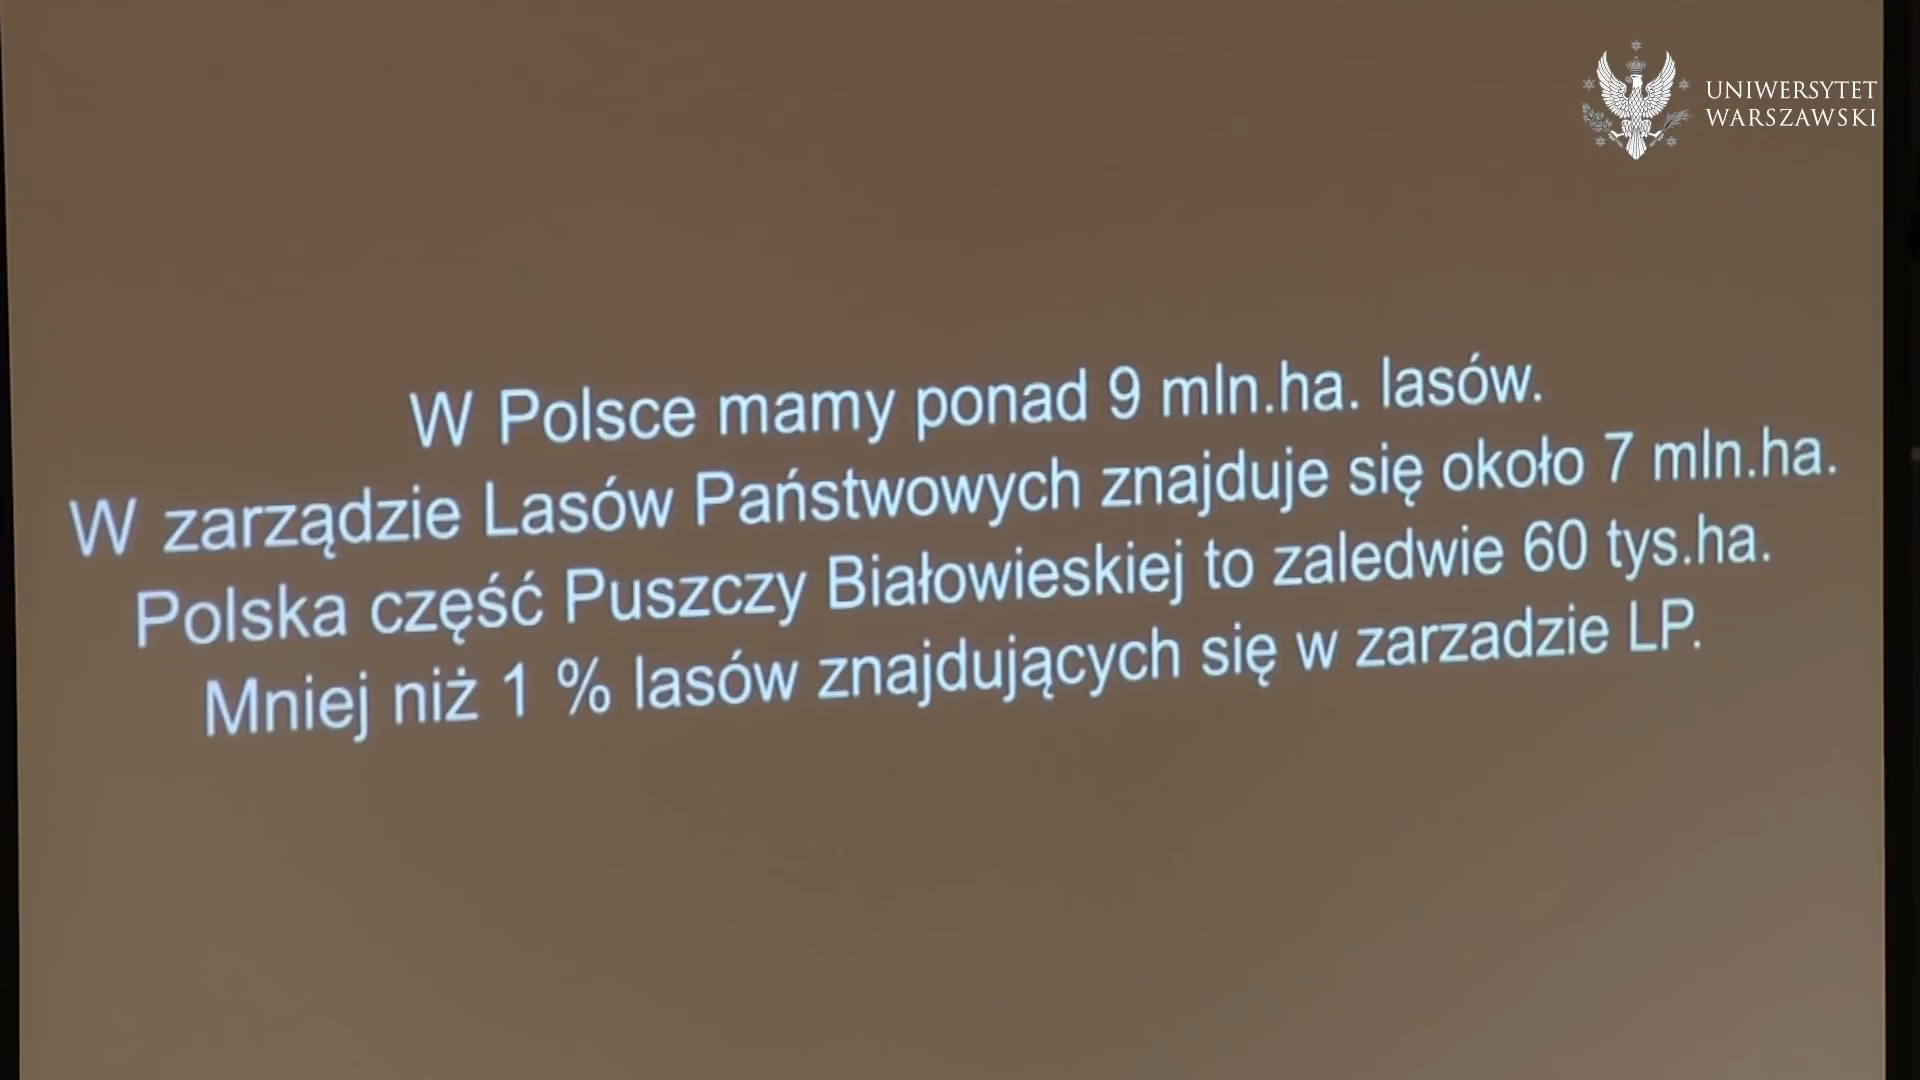 UNIWERSYTET
WARSZAWSKI
W Polsce mamy ponad 9 mln.ha. lasów.
W zarządzie Lasów Państwowych znajduje się około 7 mln.ha.
Polska część Puszczy Białowieskiej to zaledwie 60 tys.ha.
Mniej niż 1 % lasów znajdujących się w zarzadzie LP.